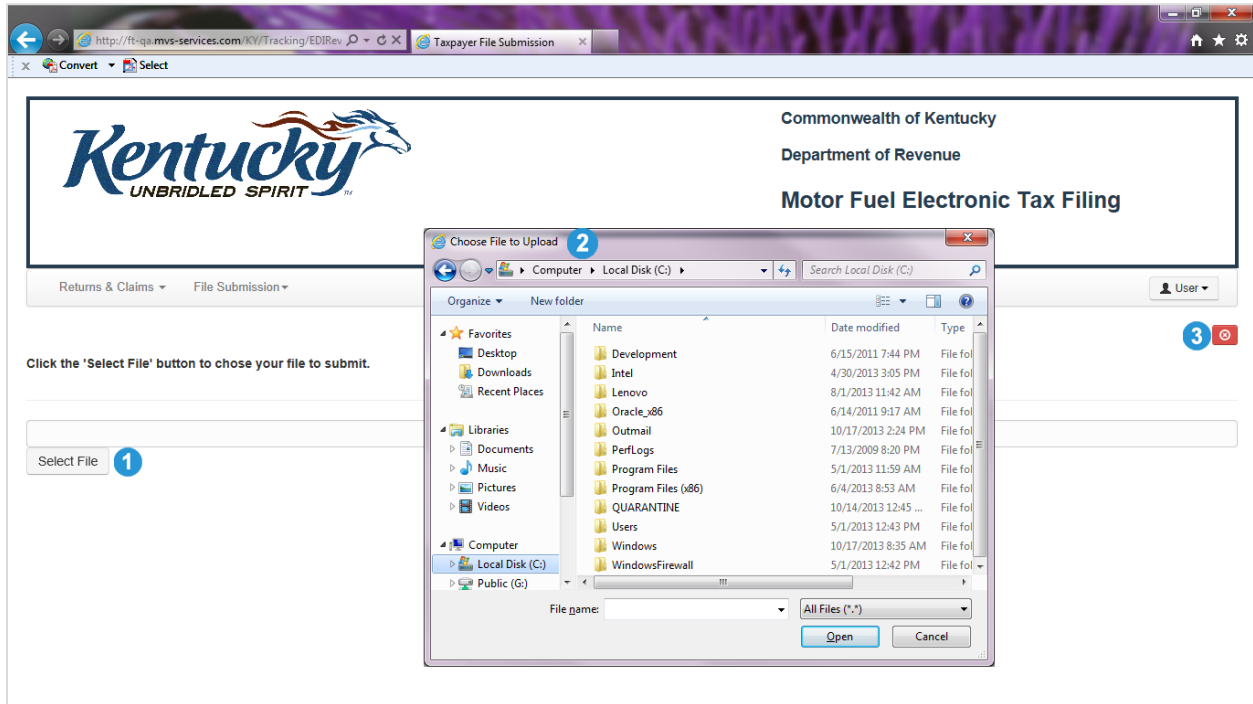 http://ft-qa.mvs-services.com/KY/Tracking/EDIRev
Taxpayer File Submission
x Convert Select
Kentucky
UNBRIDLED SPIRIT
Commonwealth of Kentucky
Department of Revenue
Motor Fuel Electronic Tax Filing
Returns & Claims File Submission User
3
Click the 'Select File' button to chose your file to submit.
Select File 1
Choose File to Upload 2
Computer Local Disk (C:) Search Local Disk (C:)
Organize New folder
Favorites
Desktop
Downloads
Recent Places
Libraries
Documents
Music
Pictures
Videos
Computer
Local Disk (C:)
Public (G:)
Name Date modified Type
Development 6/15/2011 7:44 PM File fol
Intel 4/30/2013 3:05 PM File fol
Lenovo 8/1/2013 11:42 AM File fol
Oracle_x86 6/14/2011 9:17 AM File fol
Outmail 10/17/2013 2:24 PM File fol
PerfLogs 7/13/2009 8:20 PM File fol
Program Files 5/1/2013 11:59 AM File fol
Program Files (x86) 6/4/2013 8:53 AM File fol
QUARANTINE 10/14/2013 12:45 ... File fol
Users 5/1/2013 12:43 PM File fol
Windows 10/17/2013 8:35 AM File fol
WindowsFirewall 5/1/2013 12:42 PM File fol
File name: All Files (*.*)
Open Cancel